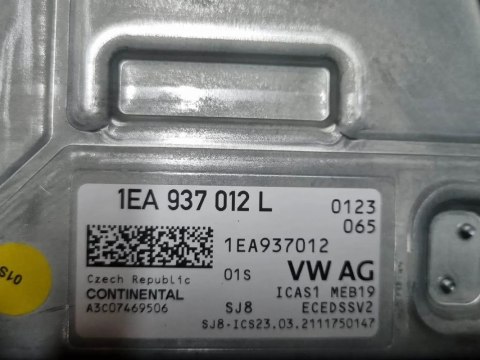 1EA 937 012 L
0123
065
1EA937012
Czech Republic
01S
VW AG
CONTINENTAL
ICAS1 MEB19
A3C07469506
SJ8
ECEDSSV2
SJ8-ICS23.03.2111750147
01S